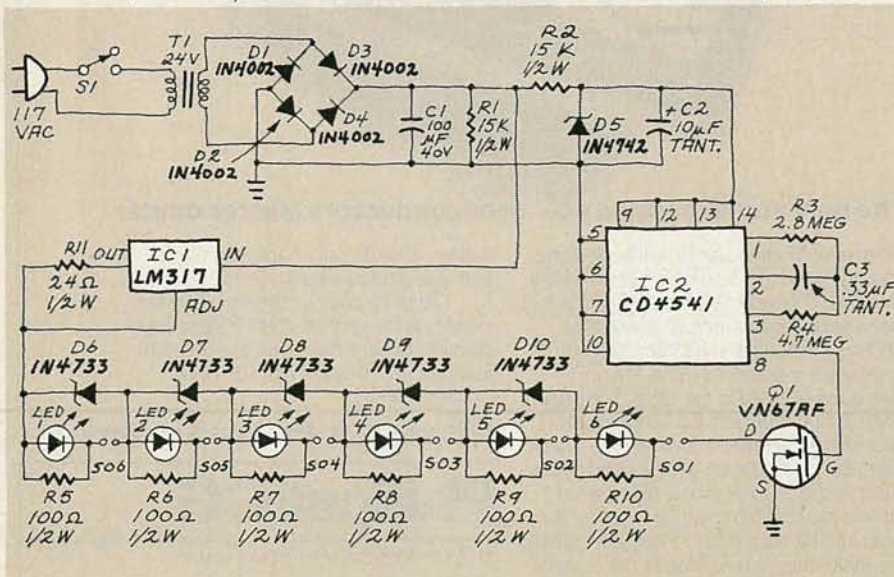 T1
24V
S1
117
VAC
D1
1N4002
D3
1N4002
D4
1N4002
D2
1N4002
C1
100
µF
40V
R1
15K
1/2W
R2
15K
1/2W
D5
1N4742
+ C2
10µF
TANT.
9 12 13 14
5
6
7
10
IC2
CD4541
1
2
3
8
R3
2.8 MEG
C3
.33µF
TANT.
R4
4.7 MEG
R11
24Ω
1/2W
OUT
IC1
LM317
IN
ADJ
D6
1N4733
D7
1N4733
D8
1N4733
D9
1N4733
D10
1N4733
LED
1
LED
2
LED
3
LED
4
LED
5
LED
6
SO6
SO5
SO4
SO3
SO2
SO1
R5
100Ω
1/2W
R6
100Ω
1/2W
R7
100Ω
1/2W
R8
100Ω
1/2W
R9
100Ω
1/2W
R10
100Ω
1/2W
Q1
VN67AF
D
G
S